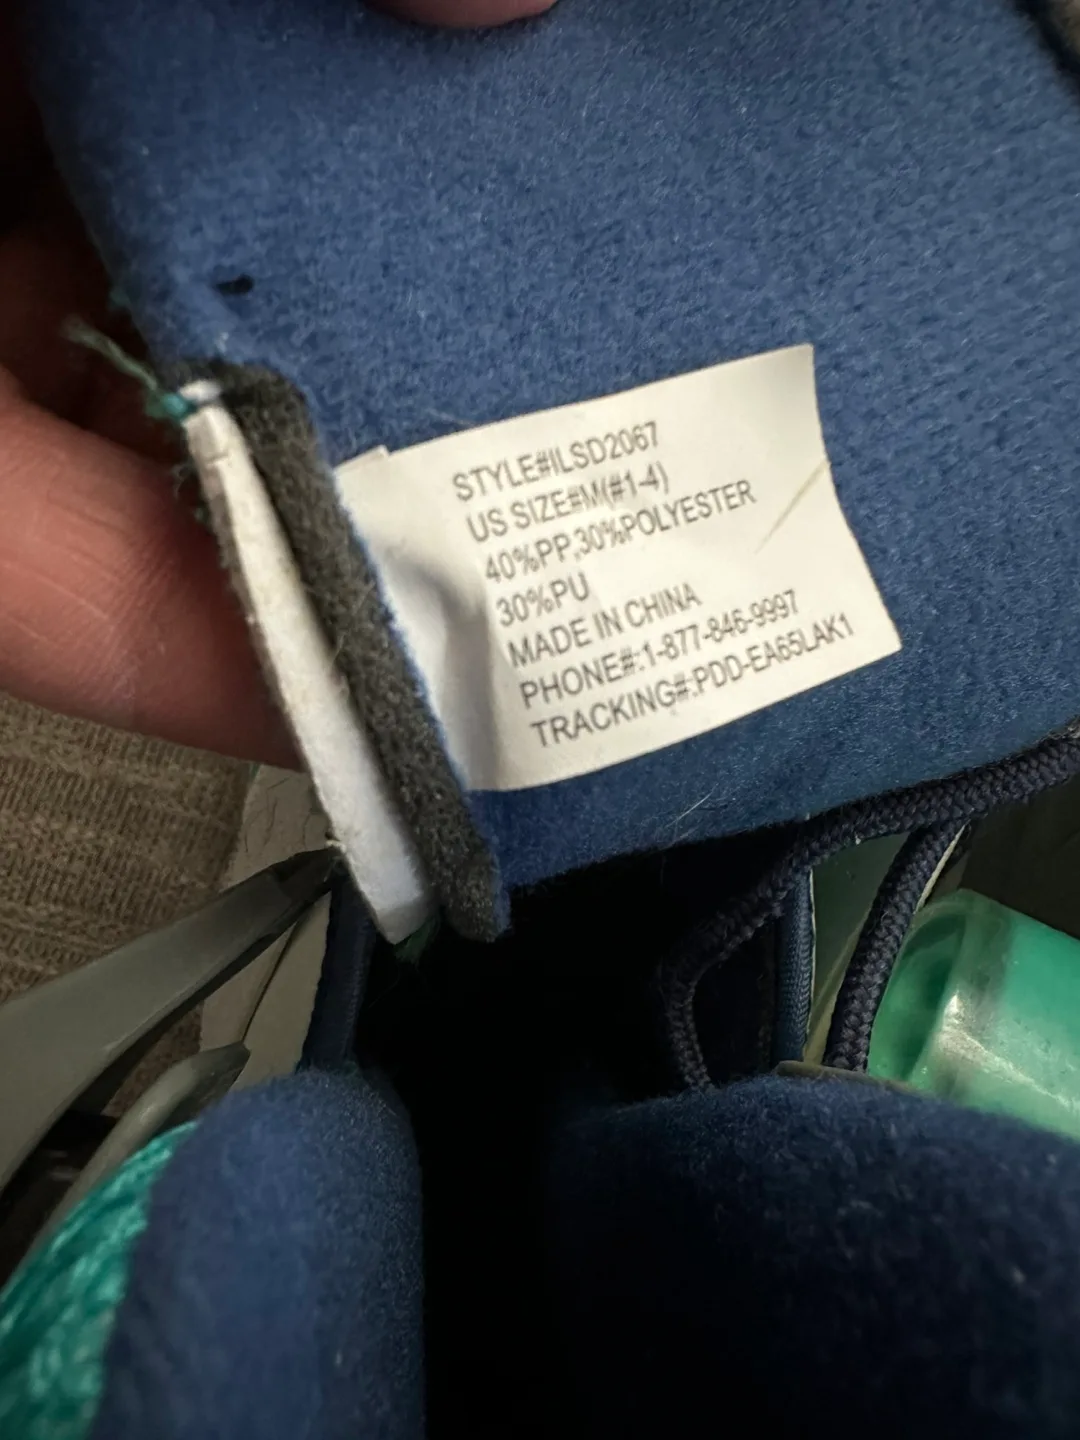 STYLE#ILSD2067
US SIZE#M(#1-4)
40%PP,30%POLYESTER
30%PU
MADE IN CHINA
PHONE#:1-877-846-9997
TRACKING#:PDD-EA65LAK1